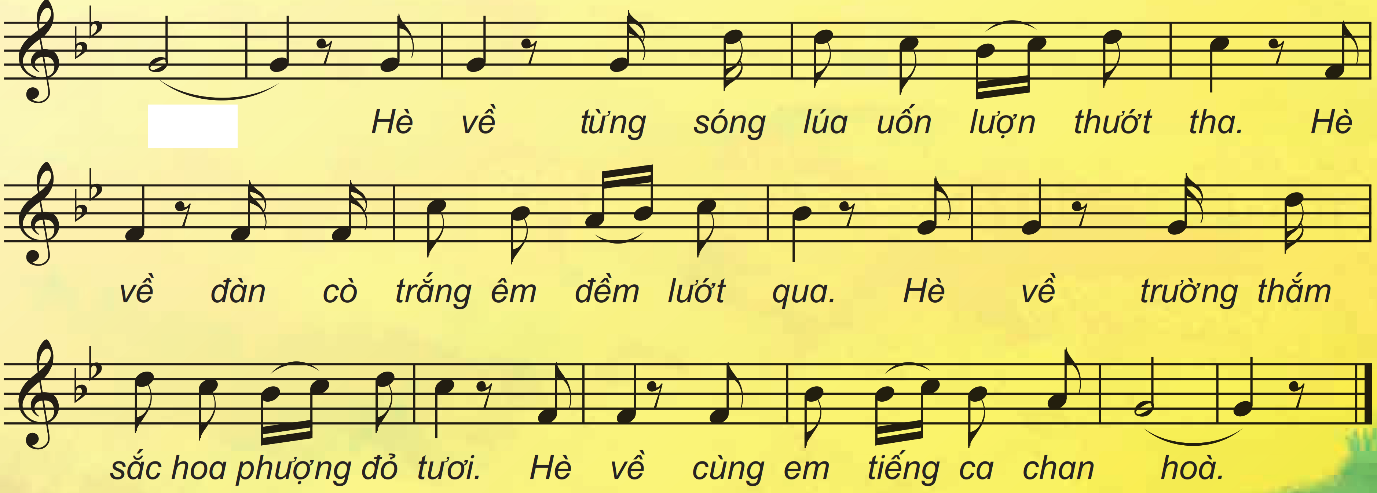 Hè về từng sóng lúa uốn lượn thướt tha. Hè
về đàn cò trắng êm đềm lướt qua. Hè về trường thắm
sắc hoa phượng đỏ tươi. Hè về cùng em tiếng ca chan hoà.